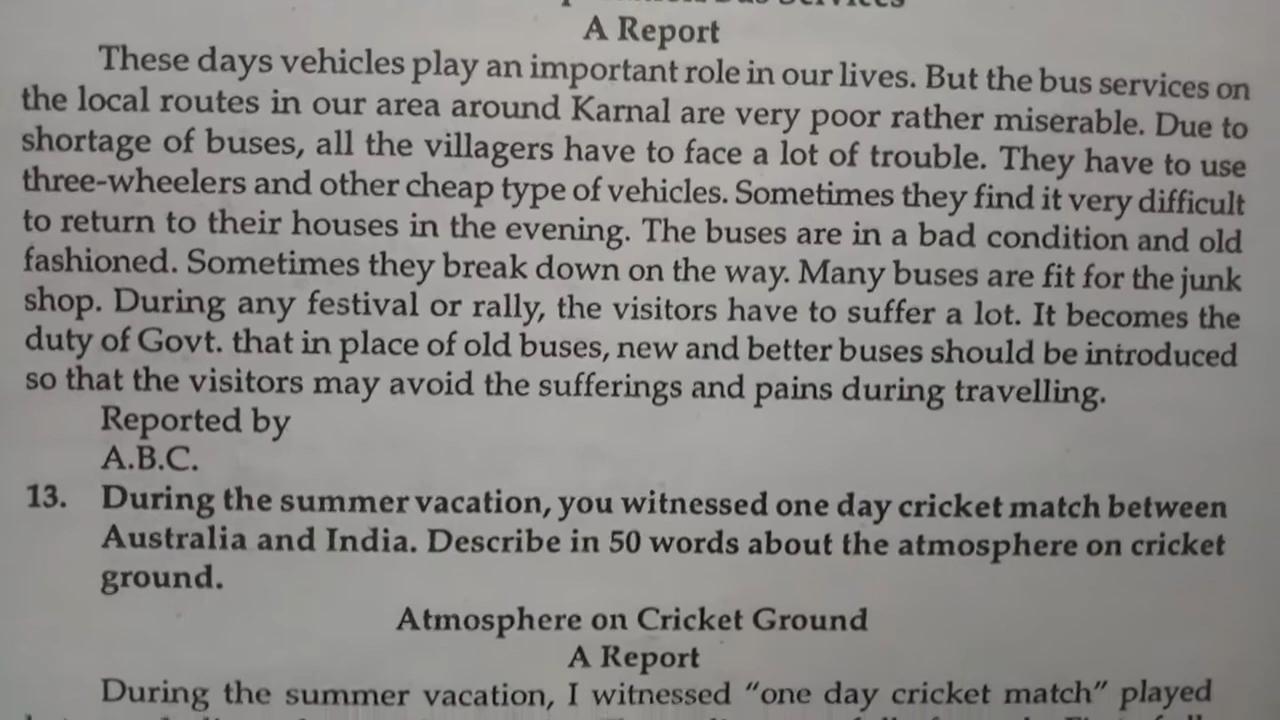 Bus Services
A Report
These days vehicles play an important role in our lives. But the bus services on
the local routes in our area around Karnal are very poor rather miserable. Due to
shortage of buses, all the villagers have to face a lot of trouble. They have to use
three-wheelers and other cheap type of vehicles. Sometimes they find it very difficult
to return to their houses in the evening. The buses are in a bad condition and old
fashioned. Sometimes they break down on the way. Many buses are fit for the junk
shop. During any festival or rally, the visitors have to suffer a lot. It becomes the
duty of Govt. that in place of old buses, new and better buses should be introduced
so that the visitors may avoid the sufferings and pains during travelling.
Reported by
A.B.C.
13. During the summer vacation, you witnessed one day cricket match between
Australia and India. Describe in 50 words about the atmosphere on cricket
ground.
Atmosphere on Cricket Ground
A Report
During the summer vacation, I witnessed “one day cricket match” played